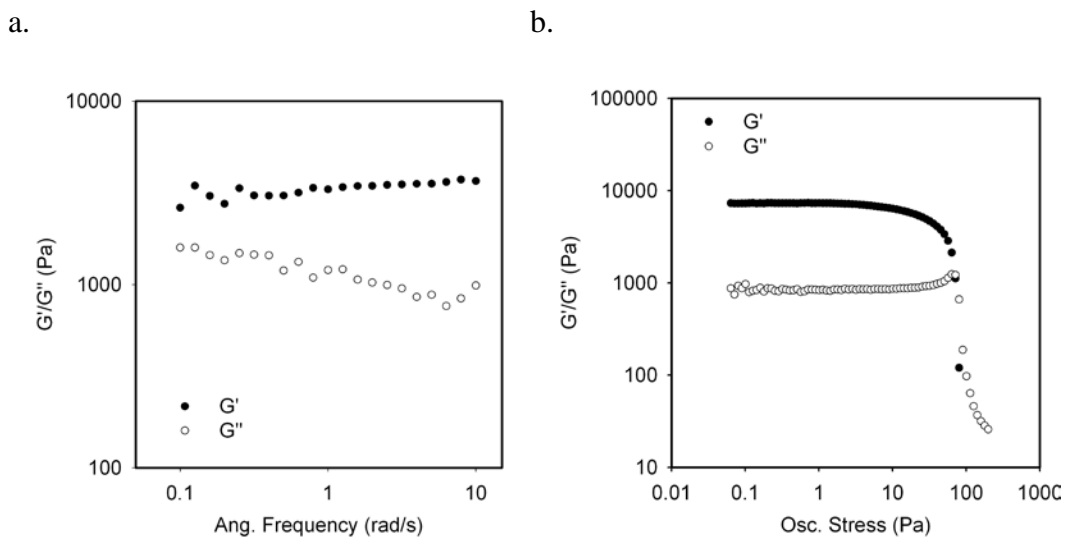 a.
b.
10000
1000
100
G'/G" (Pa)
G'
G"
0.1
1
10
Ang. Frequency (rad/s)
100000
10000
1000
100
10
G'/G" (Pa)
G'
G"
0.01
0.1
1
10
100
1000
Osc. Stress (Pa)